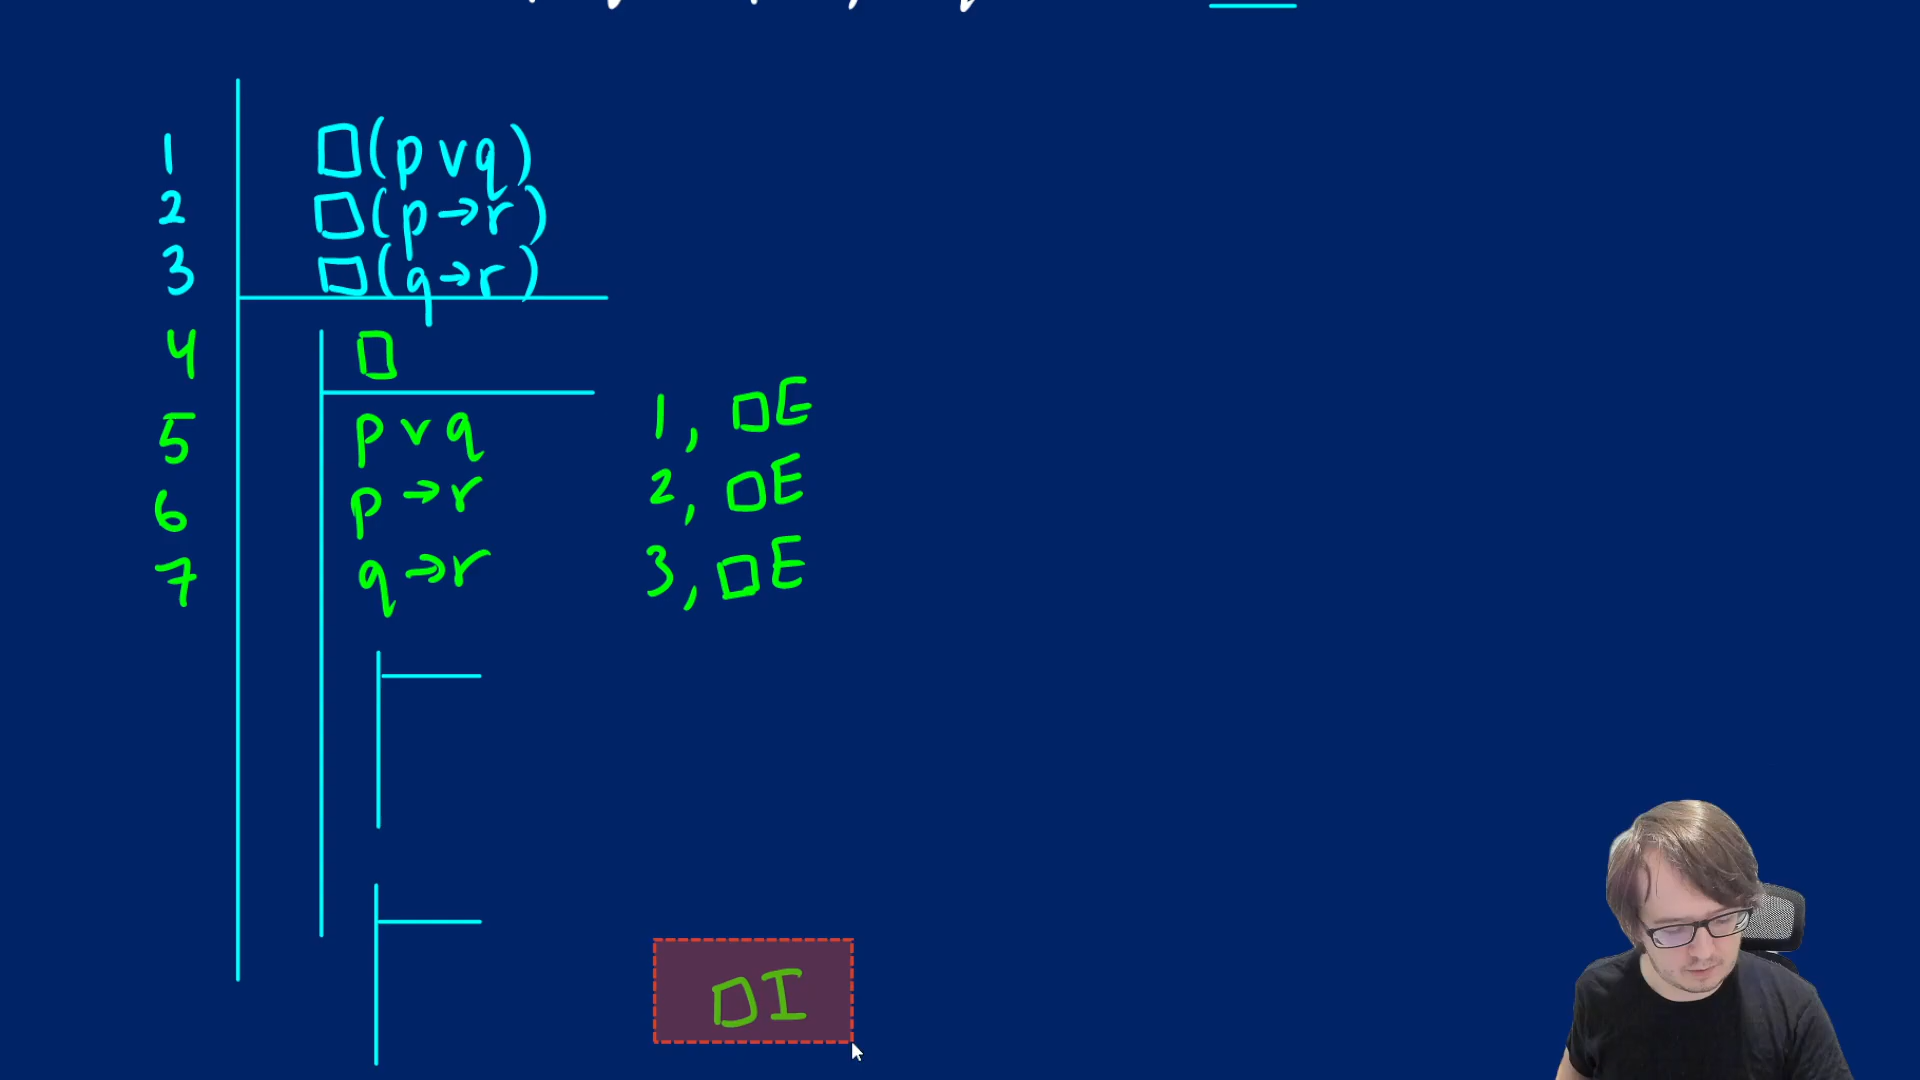 1 □(p∨q)
2 □(p→r)
3 □(q→r)
4 □
5 p∨q 1, □E
6 p→r 2, □E
7 q→r 3, □E
□I